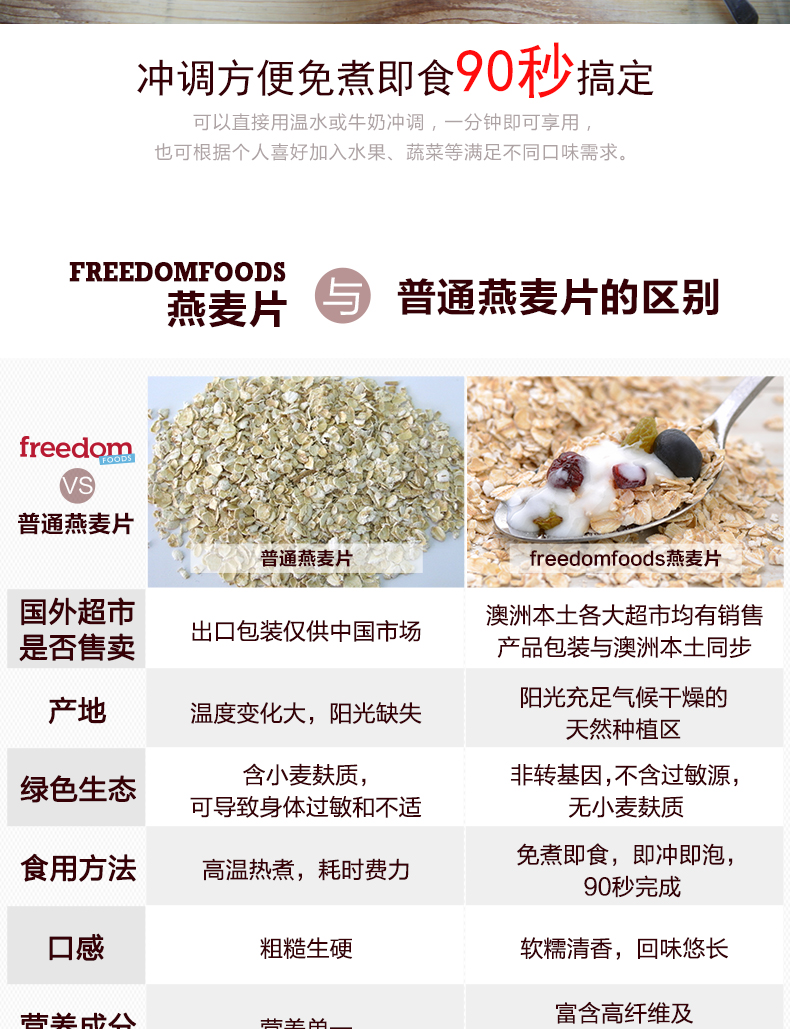 冲调方便免煮即食90秒搞定
可以直接用温水或牛奶冲调，一分钟即可享用，
也可根据个人喜好加入水果、蔬菜等满足不同口味需求。
FREEDOMFOODS
燕麦片 与 普通燕麦片的区别
freedom
FOODS
VS
普通燕麦片
普通燕麦片
freedomfoods燕麦片
国外超市
是否售卖
出口包装仅供中国市场
澳洲本土各大超市均有销售
产品包装与澳洲本土同步
产地
温度变化大，阳光缺失
阳光充足气候干燥的
天然种植区
绿色生态
含小麦麸质，
可导致身体过敏和不适
非转基因,不含过敏源，
无小麦麸质
食用方法
高温热煮，耗时费力
免煮即食，即冲即泡，
90秒完成
口感
粗糙生硬
软糯清香，回味悠长
营养成分
营养单一
富含高纤维及